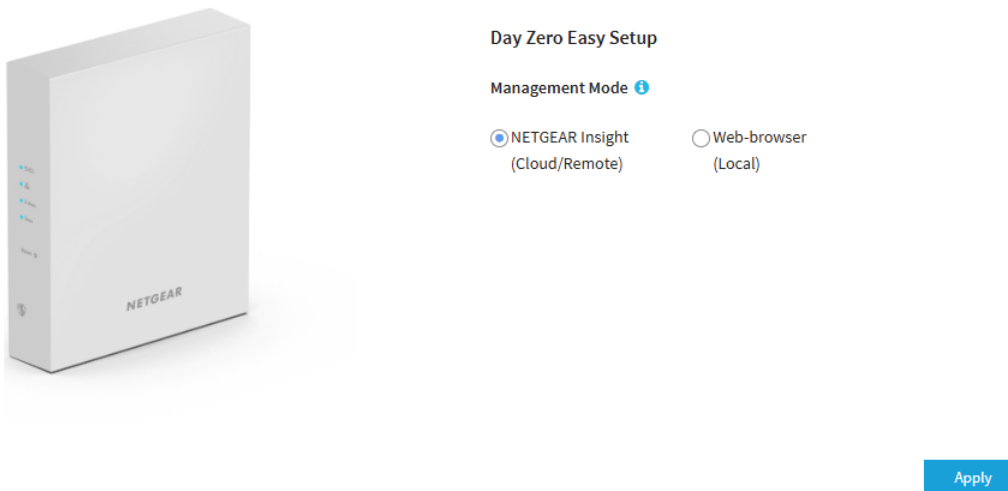 Day Zero Easy Setup
Management Mode
NETGEAR Insight
(Cloud/Remote)
Web-browser
(Local)
NETGEAR
Apply